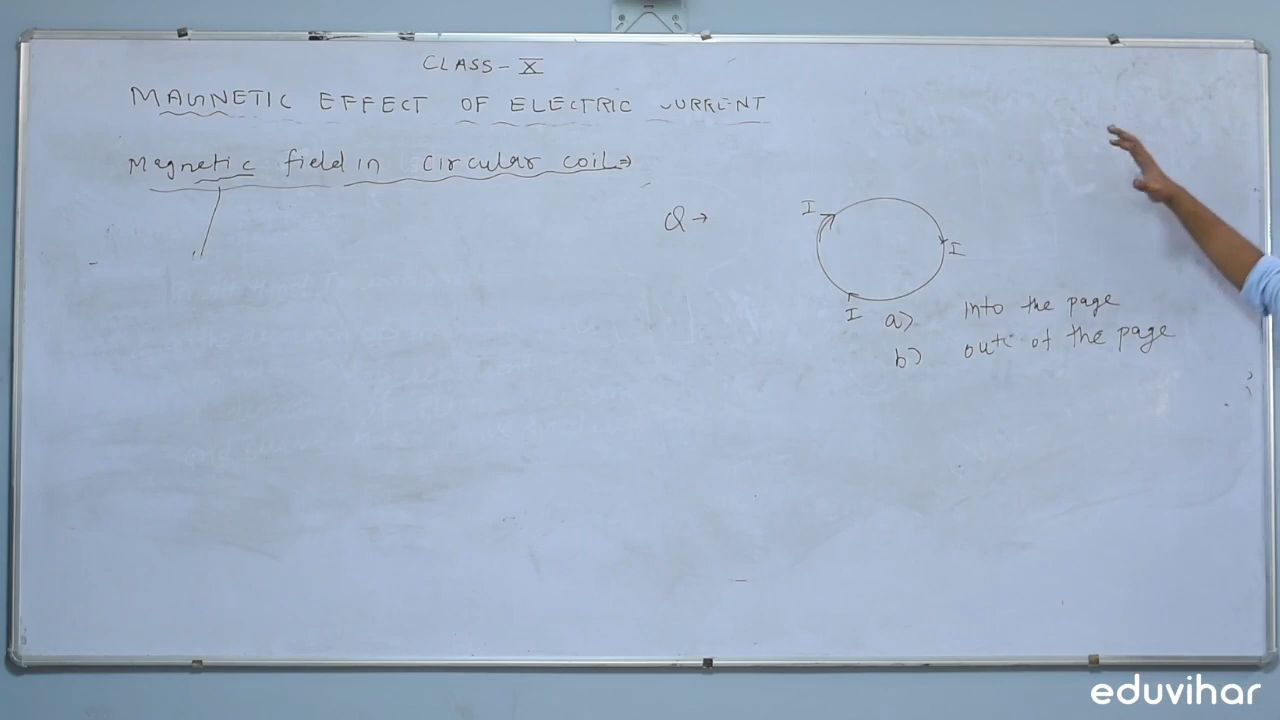 CLASS - X
MAGNETIC EFFECT OF ELECTRIC CURRENT
Magnetic field in circular coil ⇒
Q →
I
I
I
a) into the page
b) out of the page
eduvihar